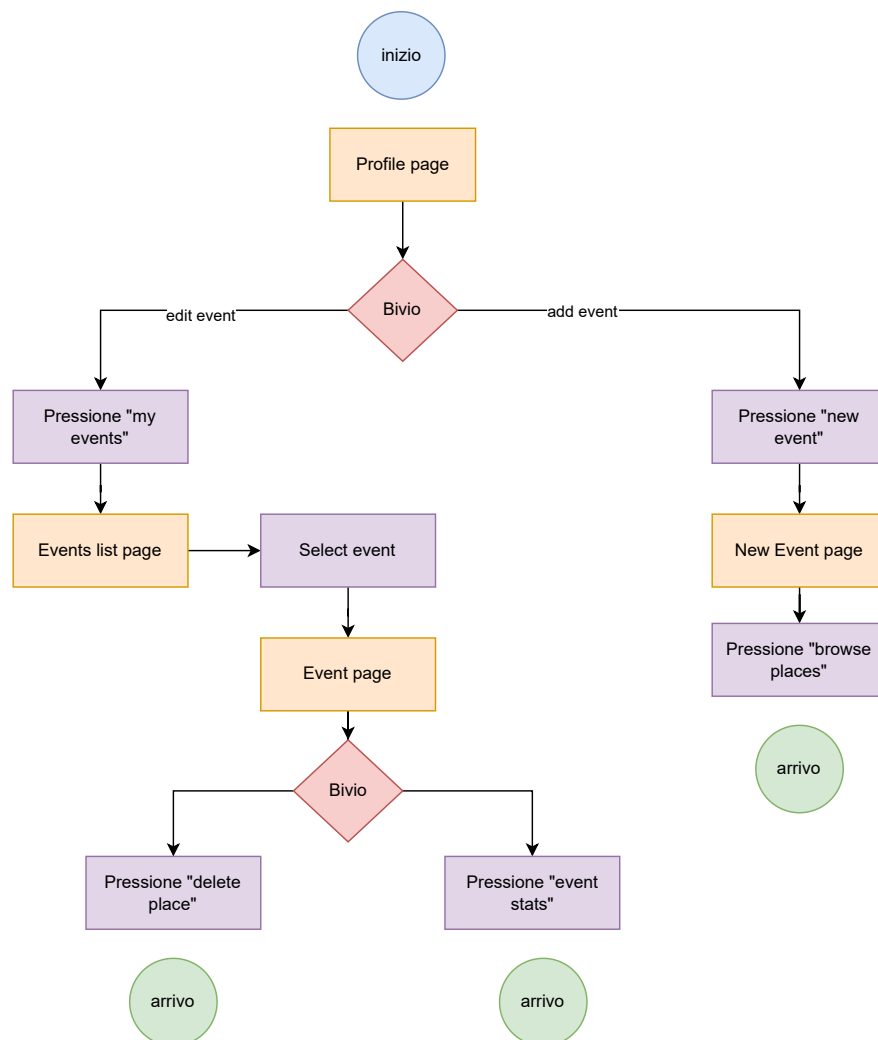 inizio
Profile page
Bivio
edit event
add event
Pressione "my
events"
Pressione "new
event"
Events list page
Select event
New Event page
Pressione "browse
places"
Event page
arrivo
Bivio
Pressione "delete
place"
Pressione "event
stats"
arrivo
arrivo